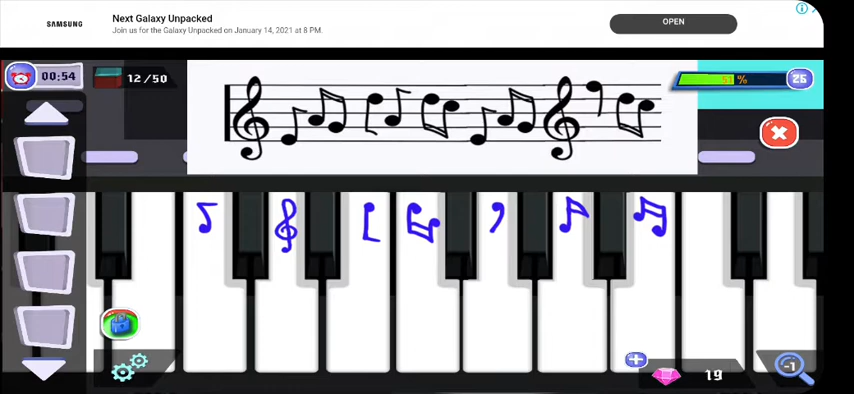 SAMSUNG
Next Galaxy Unpacked
Join us for the Galaxy Unpacked on January 14, 2021 at 8 PM.
OPEN
00:54
12/50
51 %
25
19
-1